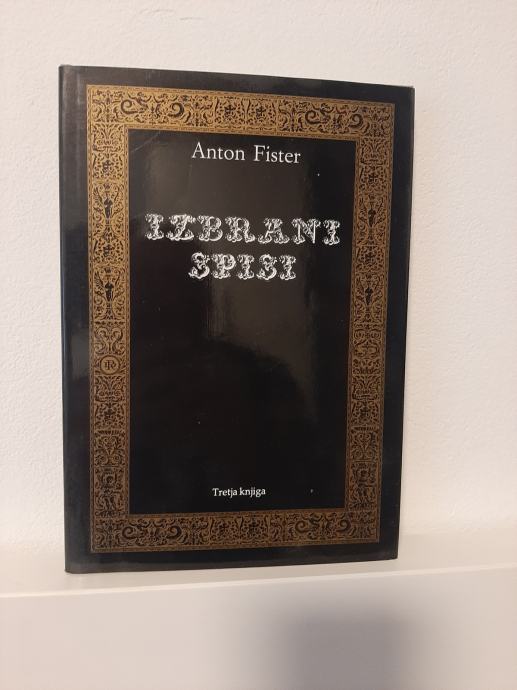 Anton Fister
IZBRANI
SPISI
Tretja knjiga